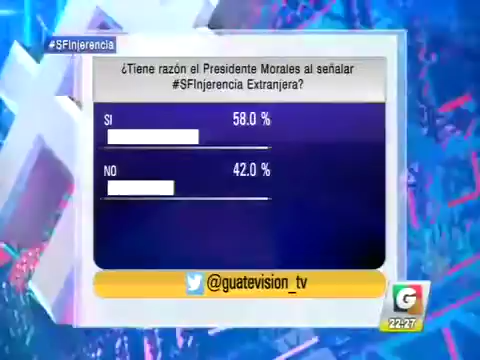 #SFInjerencia
¿Tiene razón el Presidente Morales al señalar
#SFInjerencia Extranjera?
SI 58.0 %
NO 42.0 %
@guatevision_tv
G
22:27